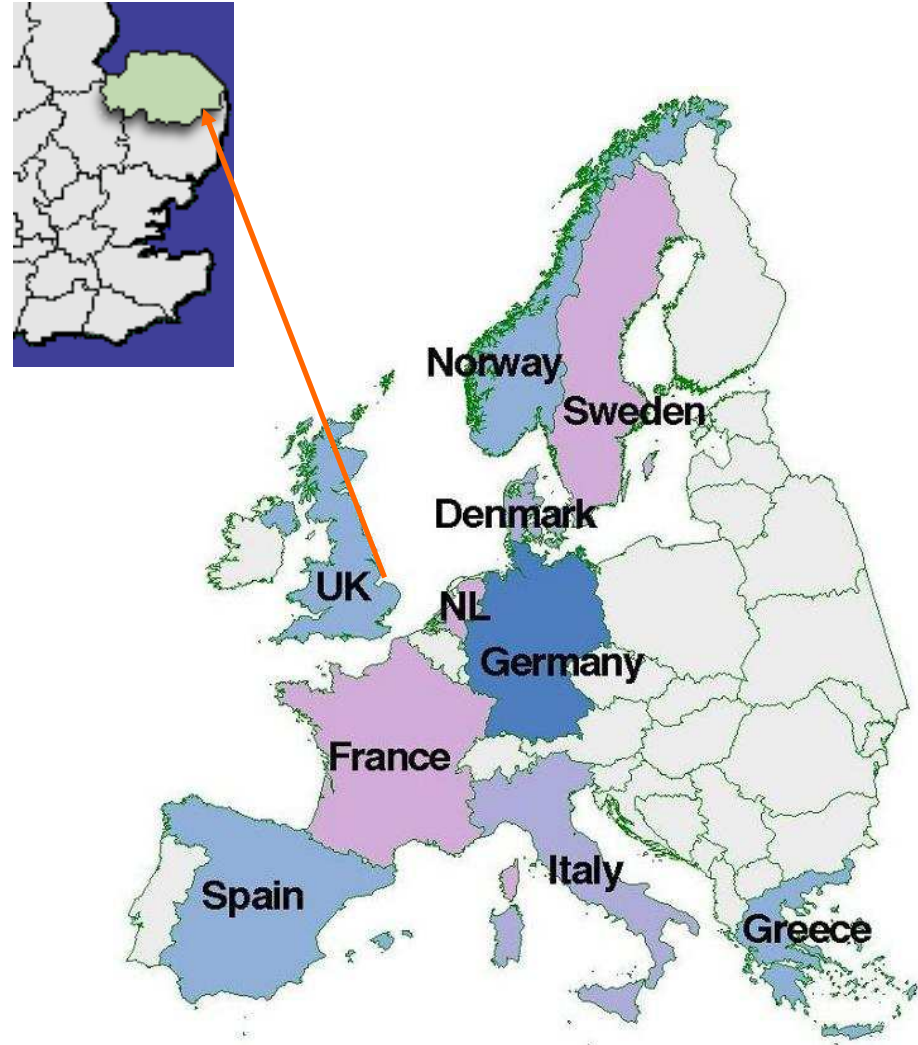 Norway
Sweden
Denmark
UK
NL
Germany
France
Italy
Spain
Greece